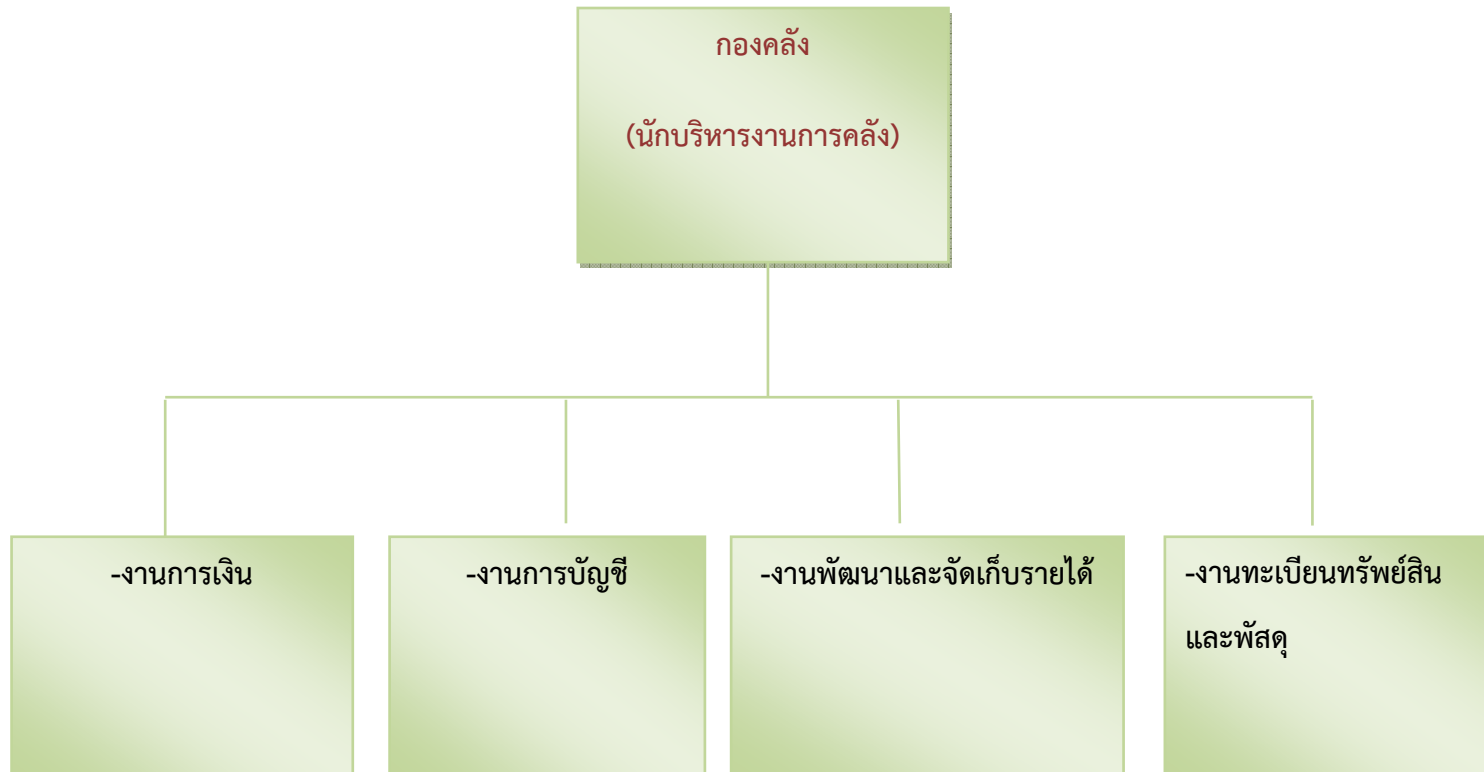 กองคลัง
(นักบริหารงานการคลัง)
-งานการเงิน
-งานการบัญชี
-งานพัฒนาและจัดเก็บรายได้
-งานทะเบียนทรัพย์สิน
และพัสดุ